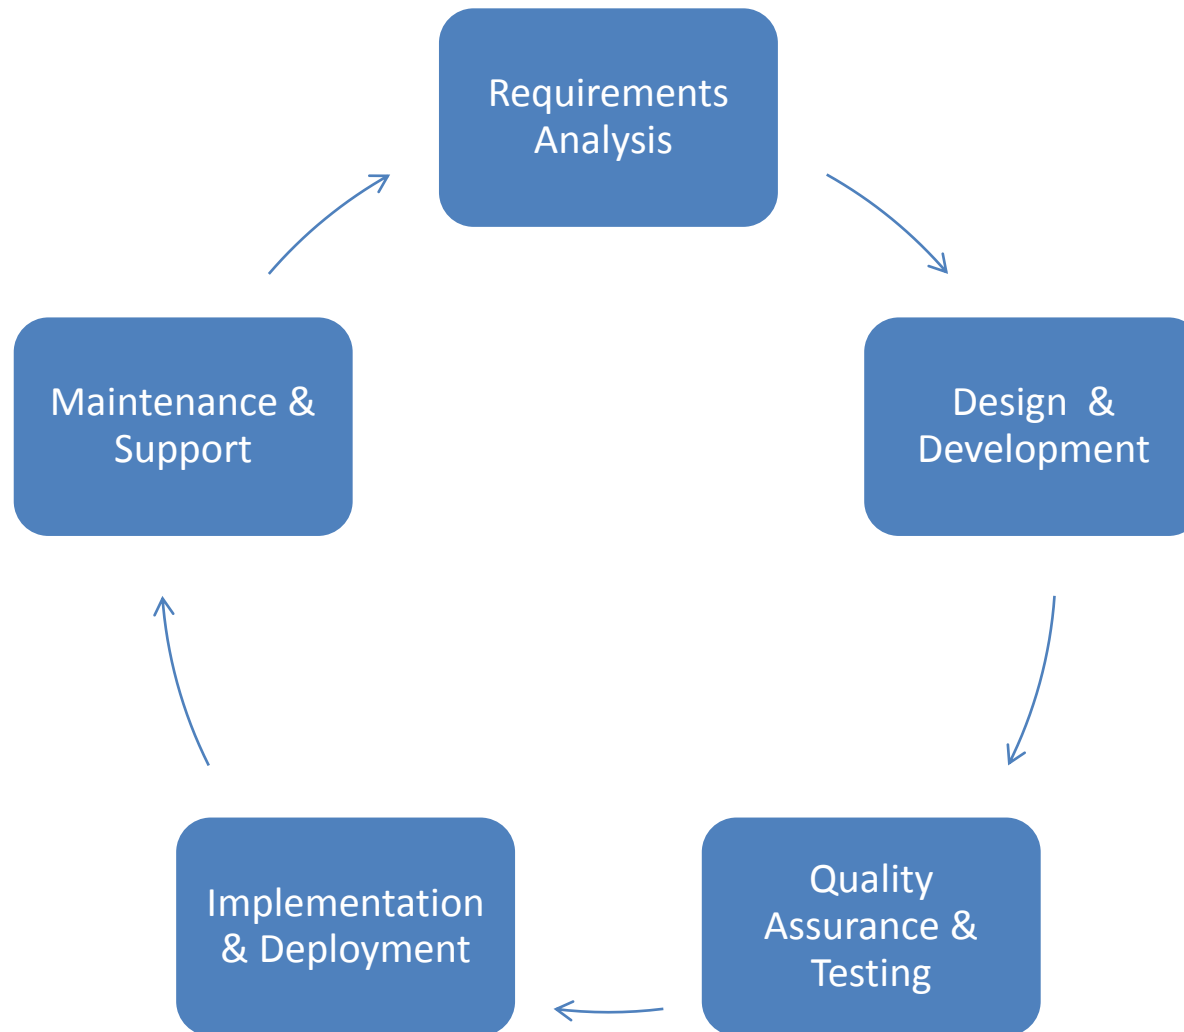 Requirements
Analysis
Design  &
Development
Quality
Assurance &
Testing
Implementation
& Deployment
Maintenance &
Support